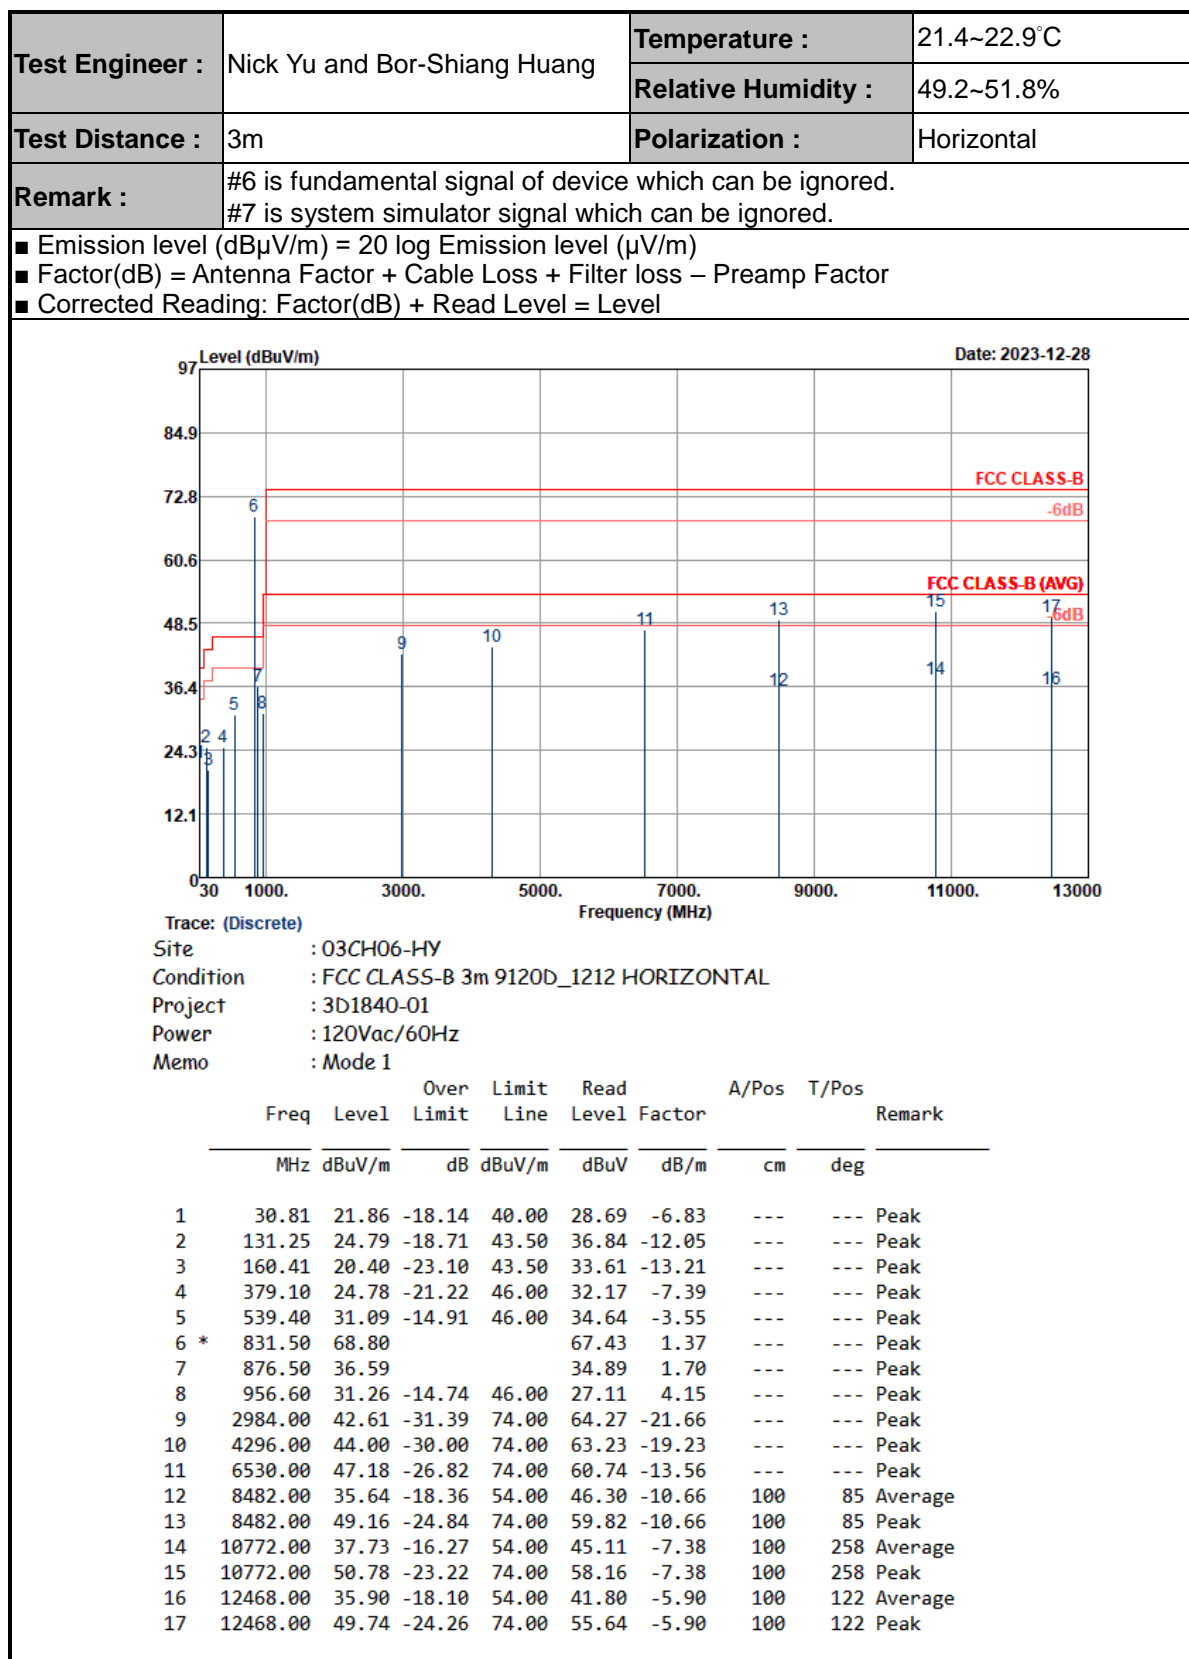 Test Engineer : Nick Yu and Bor-Shiang Huang Temperature : 21.4~22.9°C
Relative Humidity : 49.2~51.8%
Test Distance : 3m Polarization : Horizontal
Remark : #6 is fundamental signal of device which can be ignored.
#7 is system simulator signal which can be ignored.
■ Emission level (dBμV/m) = 20 log Emission level (μV/m)
■ Factor(dB) = Antenna Factor + Cable Loss + Filter loss – Preamp Factor
■ Corrected Reading: Factor(dB) + Read Level = Level
97 Level (dBuV/m) Date: 2023-12-28
84.9
FCC CLASS-B
72.8
6 -6dB
60.6
FCC CLASS-B (AVG)
15
13 17
48.5 11 -6dB
10
9
14
7 12 16
36.4
5 8
2 4
24.3 1 3
12.1
0
30 1000. 3000. 5000. 7000. 9000. 11000. 13000
Frequency (MHz)
Trace: (Discrete)
Site : 03CH06-HY
Condition : FCC CLASS-B 3m 9120D_1212 HORIZONTAL
Project : 3D1840-01
Power : 120Vac/60Hz
Memo : Mode 1
Over Limit Read A/Pos T/Pos
Freq Level Limit Line Level Factor Remark
MHz dBuV/m dB dBuV/m dBuV dB/m cm deg
1 30.81 21.86 -18.14 40.00 28.69 -6.83 --- --- Peak
2 131.25 24.79 -18.71 43.50 36.84 -12.05 --- --- Peak
3 160.41 20.40 -23.10 43.50 33.61 -13.21 --- --- Peak
4 379.10 24.78 -21.22 46.00 32.17 -7.39 --- --- Peak
5 539.40 31.09 -14.91 46.00 34.64 -3.55 --- --- Peak
6 * 831.50 68.80 67.43 1.37 --- --- Peak
7 876.50 36.59 34.89 1.70 --- --- Peak
8 956.60 31.26 -14.74 46.00 27.11 4.15 --- --- Peak
9 2984.00 42.61 -31.39 74.00 64.27 -21.66 --- --- Peak
10 4296.00 44.00 -30.00 74.00 63.23 -19.23 --- --- Peak
11 6530.00 47.18 -26.82 74.00 60.74 -13.56 --- --- Peak
12 8482.00 35.64 -18.36 54.00 46.30 -10.66 100 85 Average
13 8482.00 49.16 -24.84 74.00 59.82 -10.66 100 85 Peak
14 10772.00 37.73 -16.27 54.00 45.11 -7.38 100 258 Average
15 10772.00 50.78 -23.22 74.00 58.16 -7.38 100 258 Peak
16 12468.00 35.90 -18.10 54.00 41.80 -5.90 100 122 Average
17 12468.00 49.74 -24.26 74.00 55.64 -5.90 100 122 Peak